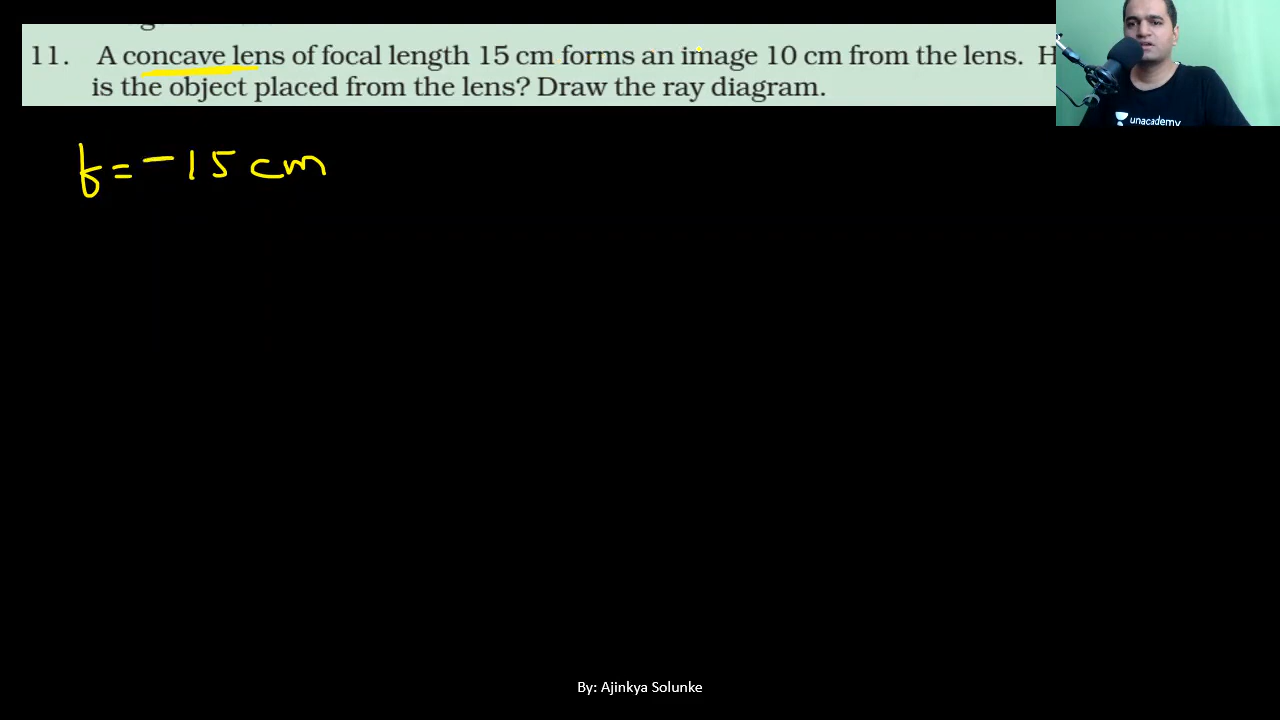 11. A concave lens of focal length 15 cm forms an image 10 cm from the lens. H
is the object placed from the lens? Draw the ray diagram.
unacademy
f = -15 cm
By: Ajinkya Solunke